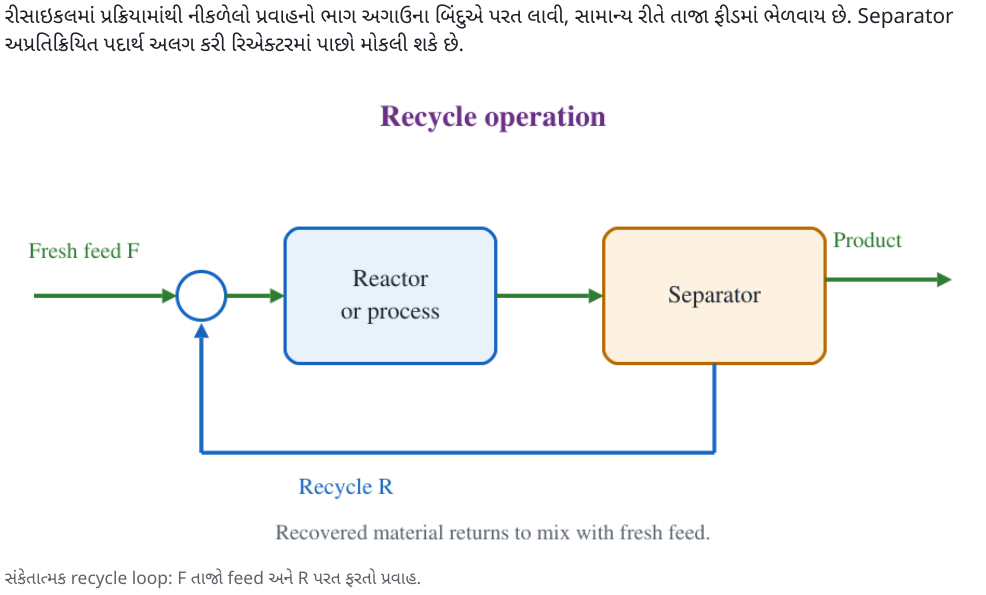 રીસાઇકલમાં પ્રક્રિયામાંથી નીકળેલો પ્રવાહનો ભાગ અગાઉના બિંદુએ પરત લાવી, સામાન્ય રીતે તાજા ફીડમાં ભેળવાય છે. Separator
અપ્રતિક્રિયિત પદાર્થ અલગ કરી રિએક્ટરમાં પાછો મોકલી શકે છે.
Recycle operation
Fresh feed F
Reactor
or process
Separator
Product
Recycle R
Recovered material returns to mix with fresh feed.
સંકેતાત્મક recycle loop: F તાજો feed અને R પરત ફરતો પ્રવાહ.